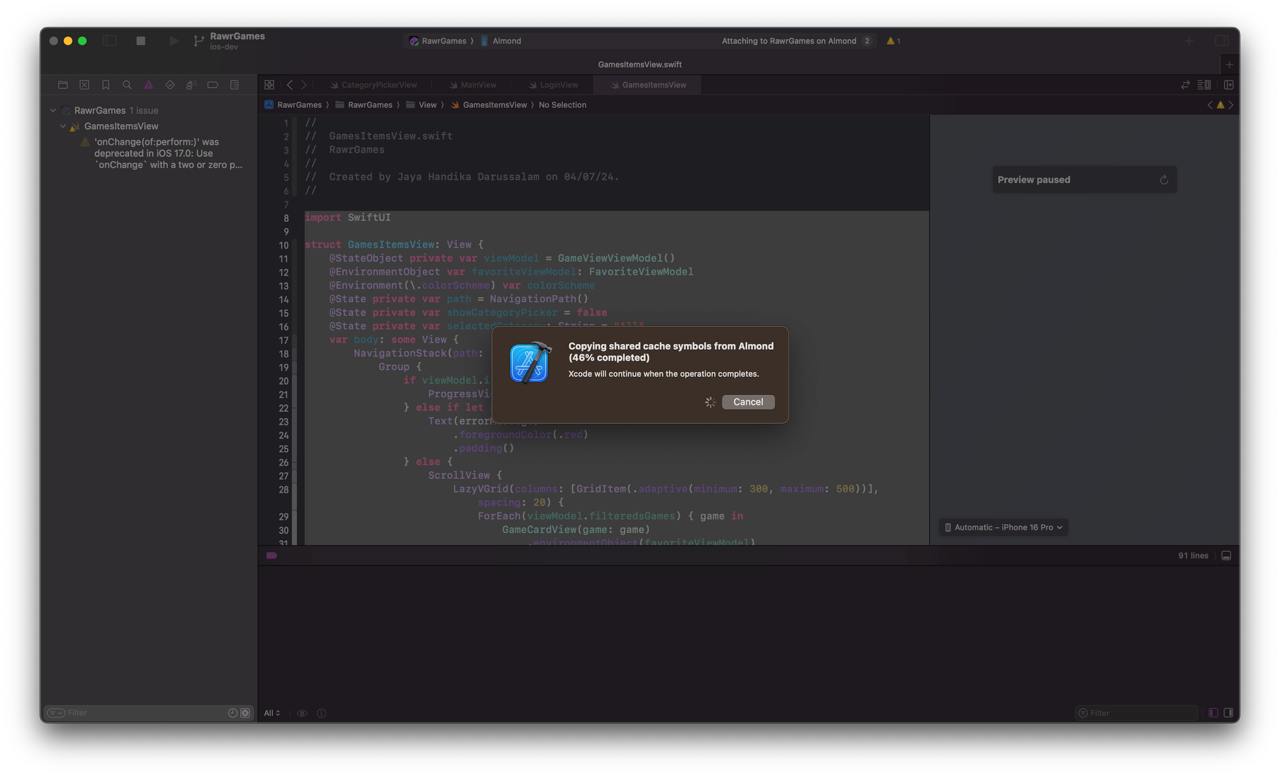 RawrGames
ios-dev
RawrGames 〉 Almond
Attaching to RawrGames on Almond 2
1
GamesItemsView.swift
CategoryPickerView
MainView
LoginView
GamesItemsView
RawrGames 〉 RawrGames 〉 View 〉 GamesItemsView 〉 No Selection
RawrGames 1 issue
GamesItemsView
'onChange(of:perform:)' was
deprecated in iOS 17.0: Use
`onChange` with a two or zero p...
1 //
2 //  GamesItemsView.swift
3 //  RawrGames
4 //
5 //  Created by Jaya Handika Darussalam on 04/07/24.
6 //
7
8 import SwiftUI
9
10 struct GamesItemsView: View {
11 @StateObject private var viewModel = GameViewViewModel()
12 @EnvironmentObject var favoriteViewModel: FavoriteViewModel
13 @Environment(\.colorScheme) var colorScheme
14 @State private var path = NavigationPath()
15 @State private var showCategoryPicker = false
16 @State private var String =
17 var body: some View {
18 NavigationStack(path:
19 Group {
20 if viewModel.i
21 ProgressVi
22 } else if let
23 Text(error
24 .foregroundColor(.red)
25 .padding()
26 } else {
27 ScrollView {
28 LazyVGrid(columns: [GridItem(.adaptive(minimum: 300, maximum: 500))],
spacing: 20) {
29 ForEach(viewModel.filteredsGames) { game in
30 GameCardView(game: game)
31 .environmentObject(favoriteViewModel)
Preview paused
Copying shared cache symbols from Almond
(46% completed)
Xcode will continue when the operation completes.
Cancel
Automatic – iPhone 16 Pro
91 lines
Filter
All
Filter